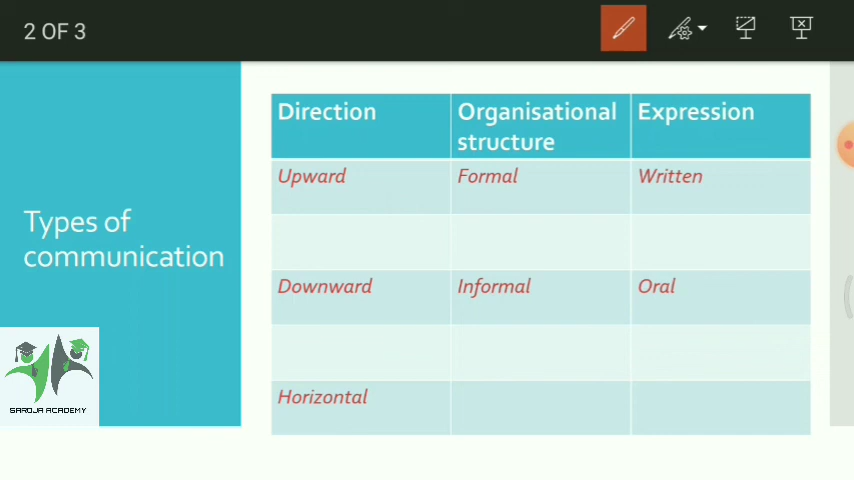 2 OF 3
Types of
communication
Direction
Organisational
structure
Expression
Upward
Formal
Written
Downward
Informal
Oral
Horizontal
SAROJA ACADEMY